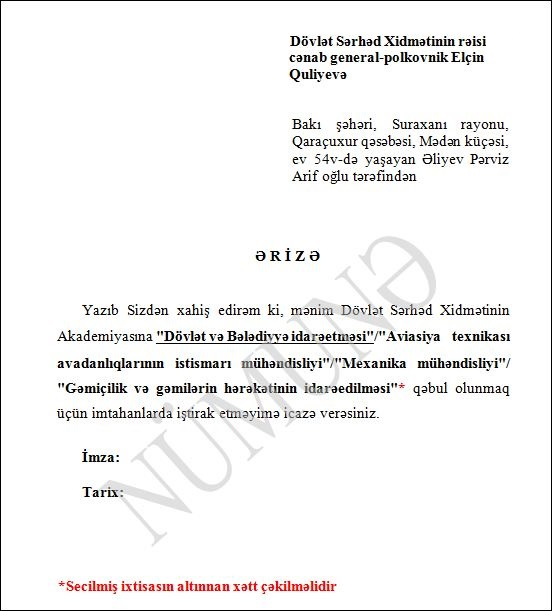 Dövlət Sərhəd Xidmətinin rəisi
cənab general-polkovnik Elçin
Quliyevə
Bakı şəhəri, Suraxanı rayonu,
Qaraçuxur qəsəbəsi, Mədən küçəsi,
ev 54v-də yaşayan Əliyev Pərviz
Arif oğlu tərəfindən
Ə R İ Z Ə
Yazıb Sizdən xahiş edirəm ki, mənim Dövlət Sərhəd Xidmətinin
Akademiyasına "Dövlət və Bələdiyyə idarəetməsi"/"Aviasiya texnikası
avadanlıqlarının istismarı mühəndisliyi"/"Mexanika mühəndisliyi"/
"Gəmiçilik və gəmilərin hərəkətinin idarəedilməsi"* qəbul olunmaq
üçün imtahanlarda iştirak etməyimə icazə verəsiniz.
İmza:
Tarix:
NÜMUNƏ
*Secilmiş ixtisasın altınnan xətt çəkilməlidir